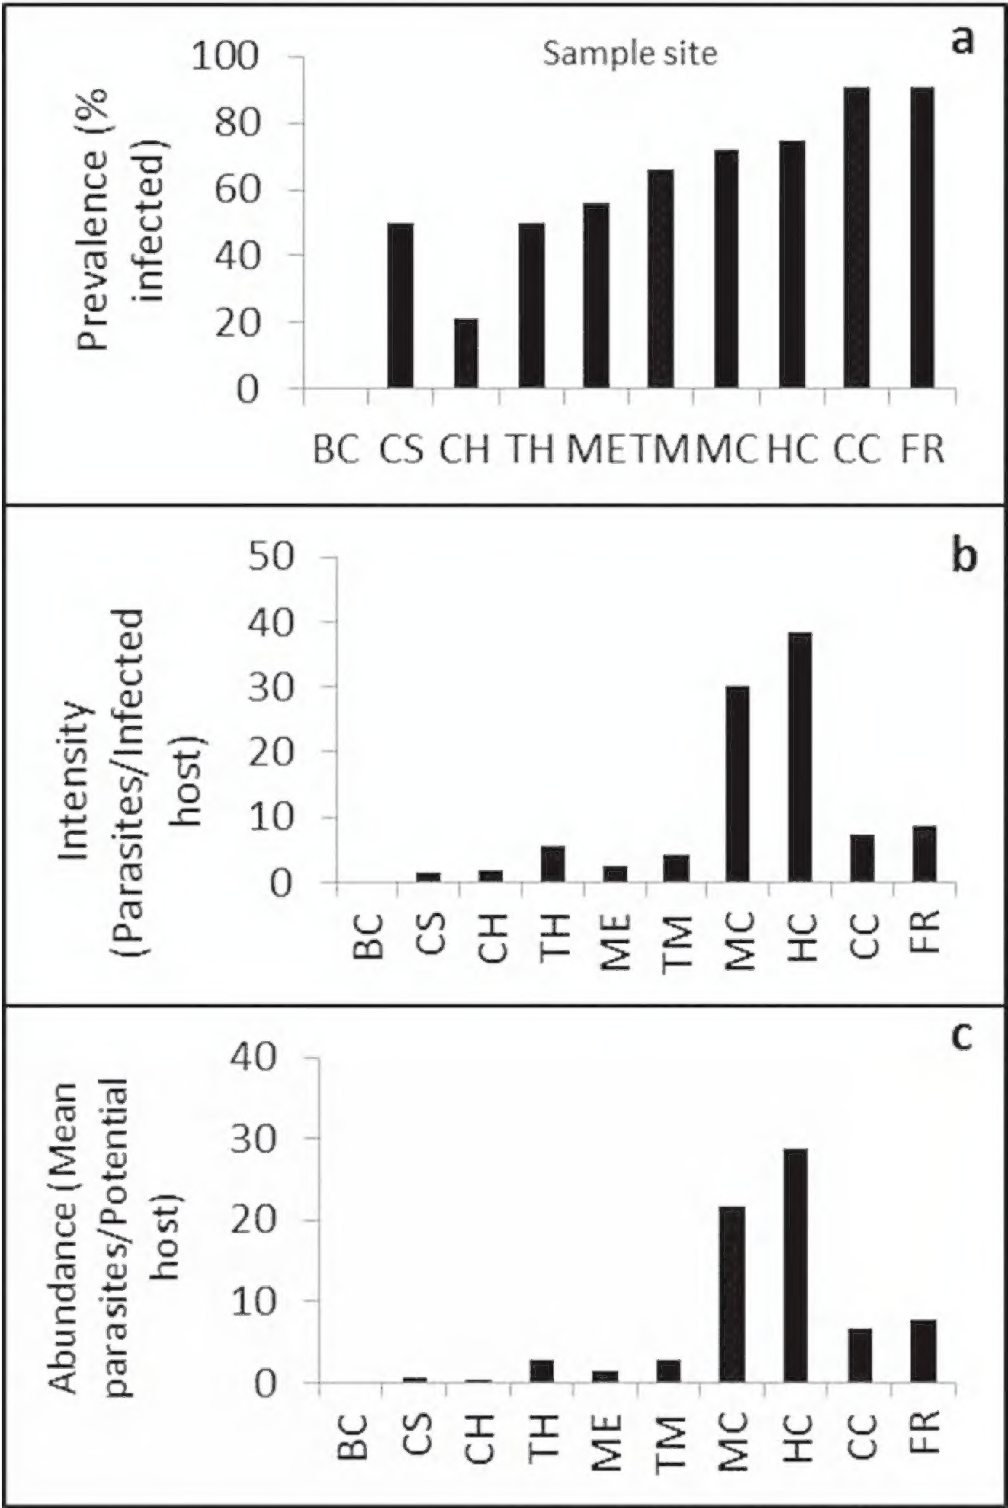 a
Sample site
Prevalence (%
infected)
100
80
60
40
20
0
BC CS CH TH ME TM MC HC CC FR
b
Intensity
(Parasites/Infected
host)
50
40
30
20
10
0
BC CS CH TH ME TM MC HC CC FR
c
Abundance (Mean
parasites/Potential
host)
40
30
20
10
0
BC CS CH TH ME TM MC HC CC FR